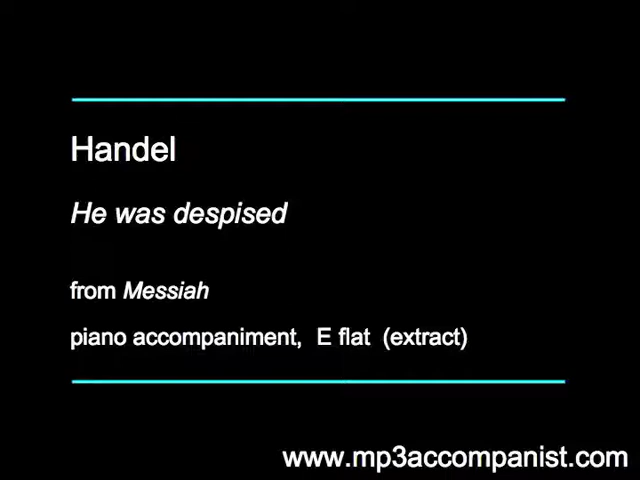 Handel
He was despised
from Messiah
piano accompaniment, E flat (extract)
www.mp3accompanist.com